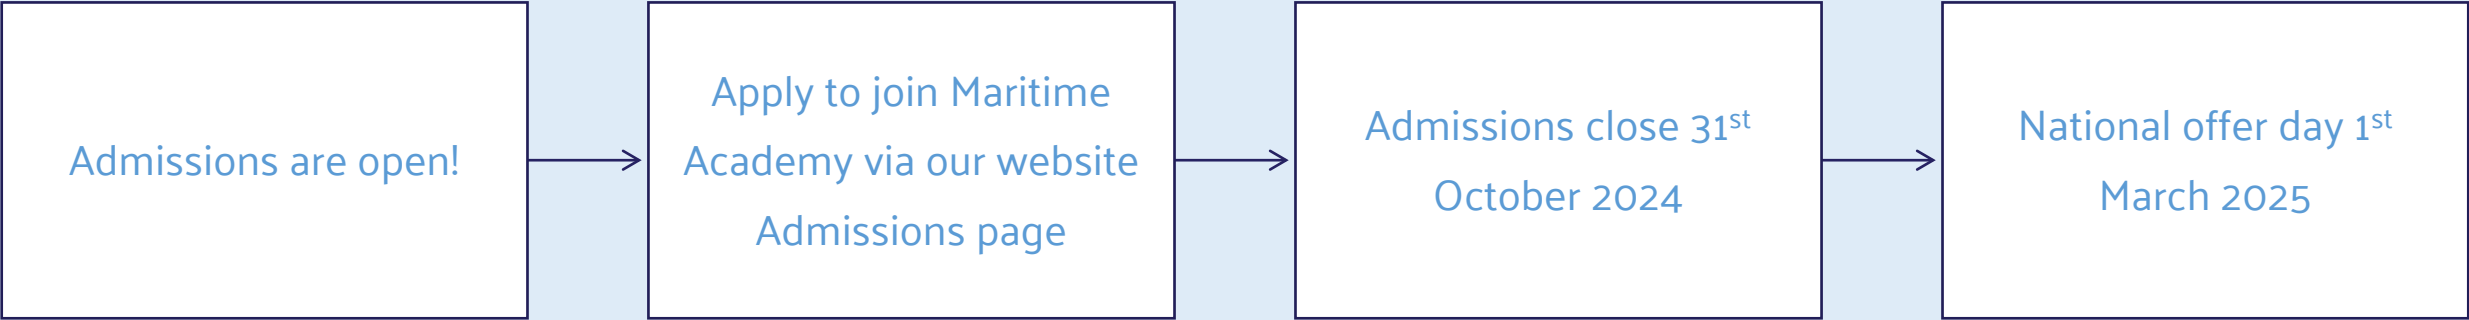 Admissions are open!
Apply to join Maritime
Academy via our website
Admissions page
Admissions close 31st
October 2024
National offer day 1st
March 2025